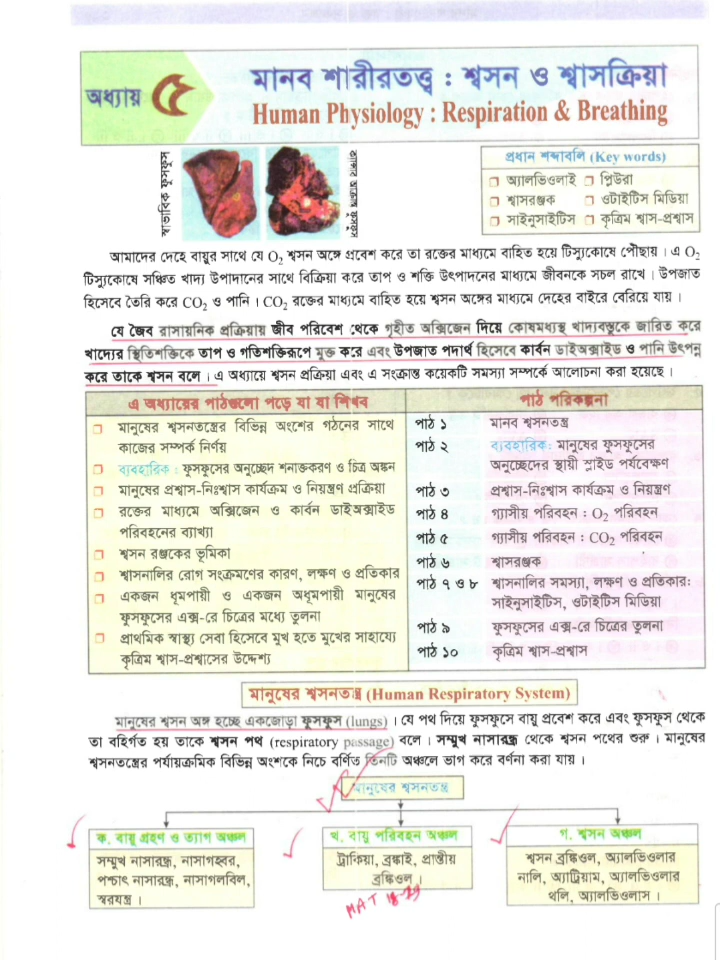 অধ্যায় ৫
মানব শারীরতত্ত্ব : শ্বসন ও শ্বাসক্রিয়া
Human Physiology : Respiration & Breathing
স্বাভাবিক ফুসফুস
প্রধান শব্দাবলি (Key words)
❐ অ্যালভিওলাই ❐ প্লিউরা
❐ শ্বাসরঞ্জক ❐ ওটাইটিস মিডিয়া
❐ সাইনুসাইটিস ❐ কৃত্রিম শ্বাস-প্রশ্বাস
আমাদের দেহে বায়ুর সাথে যে O₂ শ্বসন অঙ্গে প্রবেশ করে তা রক্তের মাধ্যমে বাহিত হয়ে টিস্যুকোষে পৌঁছায়। এ O₂
টিস্যুকোষে সঞ্চিত খাদ্য উপাদানের সাথে বিক্রিয়া করে তাপ ও শক্তি উৎপাদনের মাধ্যমে জীবনকে সচল রাখে। উপজাত
হিসেবে তৈরি করে CO₂ ও পানি। CO₂ রক্তের মাধ্যমে বাহিত হয়ে শ্বসন অঙ্গের মাধ্যমে দেহের বাইরে বেরিয়ে যায়।
যে জৈব রাসায়নিক প্রক্রিয়ায় জীব পরিবেশ থেকে গৃহীত অক্সিজেন দিয়ে কোষমধ্যস্থ খাদ্যবস্তুকে জারিত করে
খাদ্যের স্থিতিশক্তিকে তাপ ও গতিশক্তিরূপে মুক্ত করে এবং উপজাত পদার্থ হিসেবে কার্বন ডাইঅক্সাইড ও পানি উৎপন্ন
করে তাকে শ্বসন বলে। এ অধ্যায়ে শ্বসন প্রক্রিয়া এবং এ সংক্রান্ত কয়েকটি সমস্যা সম্পর্কে আলোচনা করা হয়েছে।
এ অধ্যায়ের পাঠগুলো পড়ে যা যা শিখব
❐ মানুষের শ্বসনতন্ত্রের বিভিন্ন অংশের গঠনের সাথে
কাজের সম্পর্ক নির্ণয়
❐ ব্যবহারিক : ফুসফুসের অনুচ্ছেদ শনাক্তকরণ ও চিত্র অঙ্কন
❐ মানুষের প্রশ্বাস-নিঃশ্বাস কার্যক্রম ও নিয়ন্ত্রণ প্রক্রিয়া
❐ রক্তের মাধ্যমে অক্সিজেন ও কার্বন ডাইঅক্সাইড
পরিবহনের ব্যাখ্যা
❐ শ্বসন রঞ্জকের ভূমিকা
❐ শ্বাসনালির রোগ সংক্রমণের কারণ, লক্ষণ ও প্রতিকার
❐ একজন ধূমপায়ী ও একজন অধূমপায়ী মানুষের
ফুসফুসের এক্স-রে চিত্রের মধ্যে তুলনা
❐ প্রাথমিক স্বাস্থ্য সেবা হিসেবে মুখ হতে মুখের সাহায্যে
কৃত্রিম শ্বাস-প্রশ্বাসের উদ্দেশ্য
পাঠ পরিকল্পনা
পাঠ ১ মানব শ্বসনতন্ত্র
পাঠ ২ ব্যবহারিক: মানুষের ফুসফুসের
অনুচ্ছেদের স্থায়ী স্লাইড পর্যবেক্ষণ
পাঠ ৩ প্রশ্বাস-নিঃশ্বাস কার্যক্রম ও নিয়ন্ত্রণ
পাঠ ৪ গ্যাসীয় পরিবহন : O₂ পরিবহন
পাঠ ৫ গ্যাসীয় পরিবহন : CO₂ পরিবহন
পাঠ ৬ শ্বাসরঞ্জক
পাঠ ৭ ও ৮ শ্বাসনালির সমস্যা, লক্ষণ ও প্রতিকার:
সাইনুসাইটিস, ওটাইটিস মিডিয়া
পাঠ ৯ ফুসফুসের এক্স-রে চিত্রের তুলনা
পাঠ ১০ কৃত্রিম শ্বাস-প্রশ্বাস
মানুষের শ্বসনতন্ত্র (Human Respiratory System)
মানুষের শ্বসন অঙ্গ হচ্ছে একজোড়া ফুসফুস (lungs)। যে পথ দিয়ে ফুসফুসে বায়ু প্রবেশ করে এবং ফুসফুস থেকে
তা বহির্গত হয় তাকে শ্বসন পথ (respiratory passage) বলে। সম্মুখ নাসারন্ধ্র থেকে শ্বসন পথের শুরু। মানুষের
শ্বসনতন্ত্রের পর্যায়ক্রমিক বিভিন্ন অংশকে নিচে বর্ণিত তিনটি অঞ্চলে ভাগ করে বর্ণনা করা যায়।
মানুষের শ্বসনতন্ত্র
ক. বায়ু গ্রহণ ও ত্যাগ অঞ্চল
সম্মুখ নাসারন্ধ্র, নাসাগহ্বর,
পশ্চাৎ নাসারন্ধ্র, নাসাগলবিল,
স্বরযন্ত্র।
খ. বায়ু পরিবহন অঞ্চল
ট্রাকিয়া, ব্রঙ্কাই, প্রান্তীয়
ব্রঙ্কিওল।
MAT
গ. শ্বসন অঞ্চল
শ্বসন ব্রঙ্কিওল, অ্যালভিওলার
নালি, অ্যাট্রিয়াম, অ্যালভিওলার
থলি, অ্যালভিওলাস।